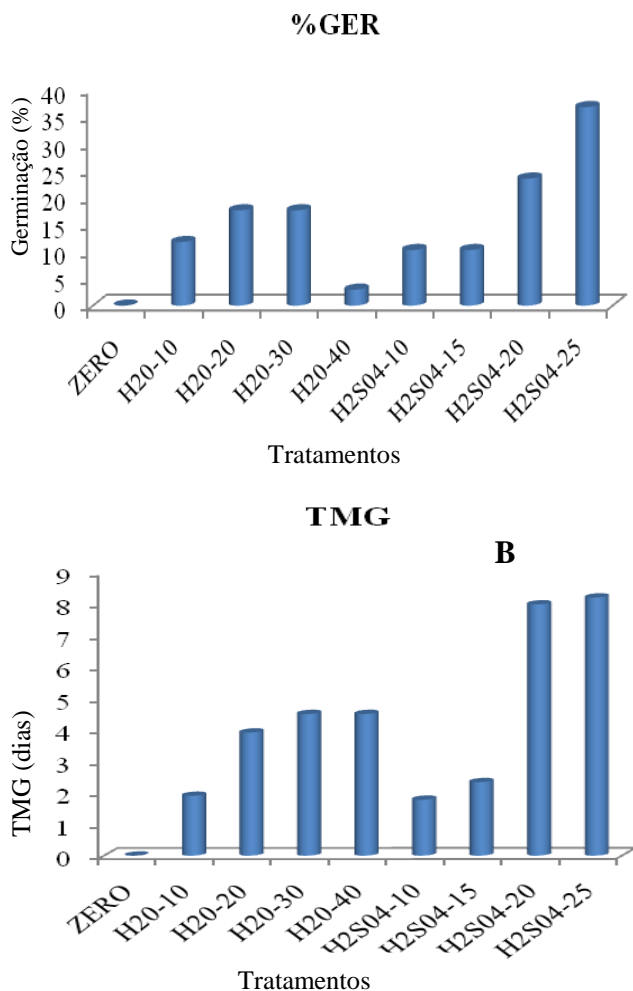 %GER
Germinação (%)
40
35
30
25
20
15
10
5
0
ZERO
H20-10
H20-20
H20-30
H20-40
H2S04-10
H2S04-15
H2S04-20
H2S04-25
Tratamentos
TMG
B
TMG (dias)
9
8
7
6
5
4
3
2
1
0
ZERO
H20-10
H20-20
H20-30
H20-40
H2S04-10
H2S04-15
H2S04-20
H2S04-25
Tratamentos